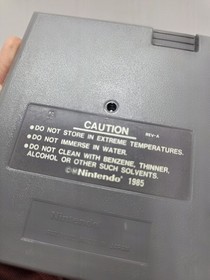 CAUTION
REV-A
•DO NOT STORE IN EXTREME TEMPERATURES.
•DO NOT IMMERSE IN WATER.
•DO NOT CLEAN WITH BENZENE, THINNER,
ALCOHOL OR OTHER SUCH SOLVENTS.
©®Nintendo 1985